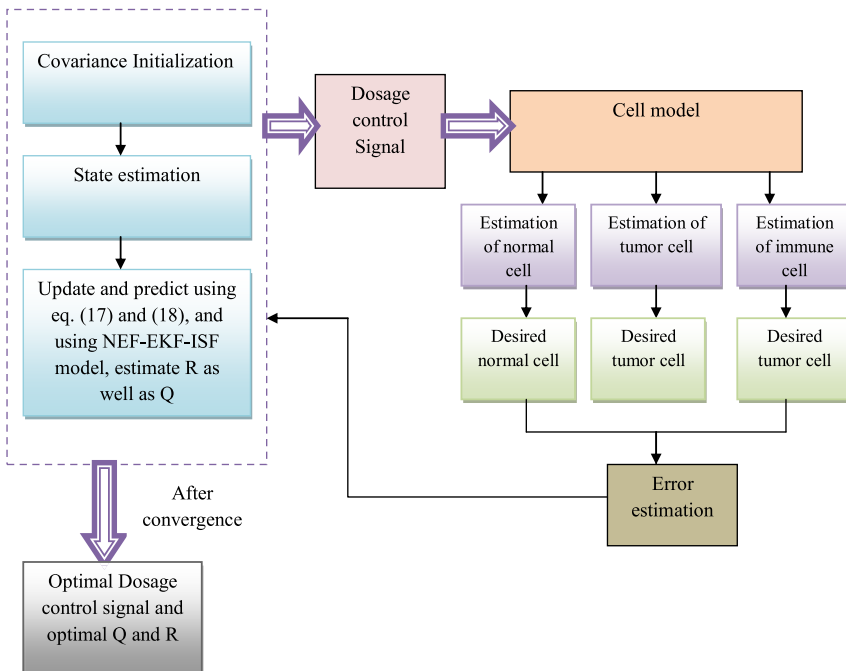 Covariance Initialization
State estimation
Update and predict using
eq. (17) and (18), and
using NEF-EKF-ISF
model, estimate R as
well as Q
After
convergence
Optimal Dosage
control signal and
optimal Q and R
Dosage
control
Signal
Cell model
Estimation
of normal
cell
Estimation of
tumor cell
Estimation
of immune
cell
Desired
normal cell
Desired
tumor cell
Desired
tumor cell
Error
estimation